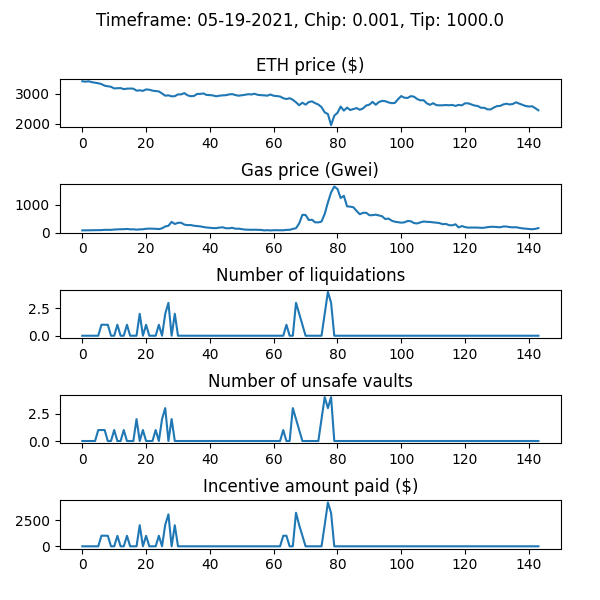 Timeframe: 05-19-2021, Chip: 0.001, Tip: 1000.0
ETH price ($)
3000
2000
0 20 40 60 80 100 120 140
Gas price (Gwei)
1000
0
0 20 40 60 80 100 120 140
Number of liquidations
2.5
0.0
0 20 40 60 80 100 120 140
Number of unsafe vaults
2.5
0.0
0 20 40 60 80 100 120 140
Incentive amount paid ($)
2500
0
0 20 40 60 80 100 120 140